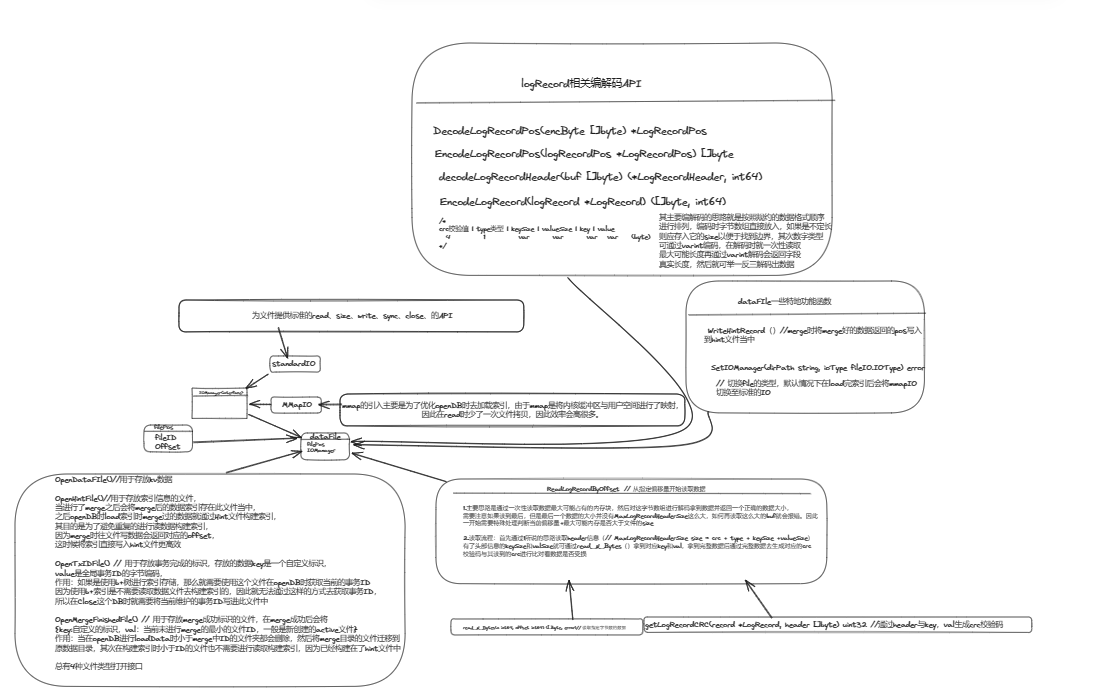 logRecord相关编解码API
DecodeLogRecordPos(encByte []byte) *LogRecordPos
EncodeLogRecordPos(logRecordPos *LogRecordPos) []byte
decodeLogRecordHeader(buf []byte) (*LogRecordHeader, int64)
EncodeLogRecord(logRecord *LogRecord) ([]byte, int64)
/*
crc校验值 | type类型 | keySize | valueSize | key | value
4 1 var var var var (byte)
*/
其主要编解码的思路就是按照规约的数据格式顺序
进行排列，编码时字节数组直接放入，如果是不定长
则应存入它的size以便于找到边界，其次数字类型
可通过varint编码，在解码时就一次性读取
最大可能长度再通过varint解码会返回字段
真实长度，然后就可举一反三解码出数据
dataFile一些特地功能函数
WriteHintRecord（）//merge时将merge好的数据返回的pos写入
到hint文件当中
SetIOManager(dirPath string, ioType fileIO.IOType) error
// 切换file的类型，默认情况下在load完索引后会将mmapIO
切换至标准的IO
为文件提供标准的read、size、write、sync、close、的API
standardIO
MMapIO
mmap的引入主要是为了优化openDB时去加载索引，由于mmap是将内核缓冲区与用户空间进行了映射，
因此在read时少了一次文件拷贝，因此效率会高很多。
filePos
fileID
Offset
dataFile
filePos
IOManager
OpenDataFile()//用于存放kv数据
OpenHintFile()//用于存放索引信息的文件，
当进行了merge之后会将merge后的数据索引存在此文件当中，
之后openDB时load索引时merge过的数据就通过Hint文件构建索引，
其目的是为了避免重复的进行读数据构建索引，
因为merge时往文件写数据会返回对应的offset，
这时候将索引直接写入hint文件更高效
OpenTxIDFile() // 用于存放事务完成的标识，存放的数据key是一个自定义标识，
value是全局事务ID的字节编码，
作用：如果是使用b+树进行索引存储，那么就需要使用这个文件在openDB时获取当前的事务ID
因为使用b+索引是不需要读取数据文件去构建索引的，因此就无法通过这样的方式去获取事务ID，
所以在Close这个DB时就需要将当前维护的事务ID写进此文件中
OpenMergeFinishedFile() // 用于存放merge成功标识的文件，在merge成功后会将
{key:自定义的标识，val：当前未进行merge的最小的文件ID，一般是新创建的active文件}
作用：当在openDB进行loadData时小于merge中ID的文件夹都会删除，然后将merge目录的文件迁移到
原数据目录，其次在构建索引时小于ID的文件也不需要进行读取构建索引，因为已经构建在了hint文件中
总有4种文件类型打开接口
ReadLogRecordByOffset // 从指定偏移量开始读取数据
1.主要思路是通过一次性读取数据最大可能占有的内存块，然后对这字节数组进行解码拿到数据并返回一个正确的数据大小，
需要注意如果读到最后，但是最后一个数据的大小并没有MaxLogRecordHeaderSize这么大，如何再读取这么大的buf就会报错。因此
一开始需要特殊处理判断当前偏移量+最大可能内存是否大于文件的size
2.读取流程：首先通过所说的思路读取header信息（// MaxLogRecordHeaderSize size = crc + type + keySize +valueSize）
有了头部信息的keySize和valSize就可通过read_n_Bytes（）拿到对应key和val，拿到完整数据后通过完整数据去生成对应的crc
校验码与其读到的crc进行比对看数据是否变换
getLogRecordCRC(record *LogRecord, header []byte) uint32 //通过header与key、val生成crc校验码